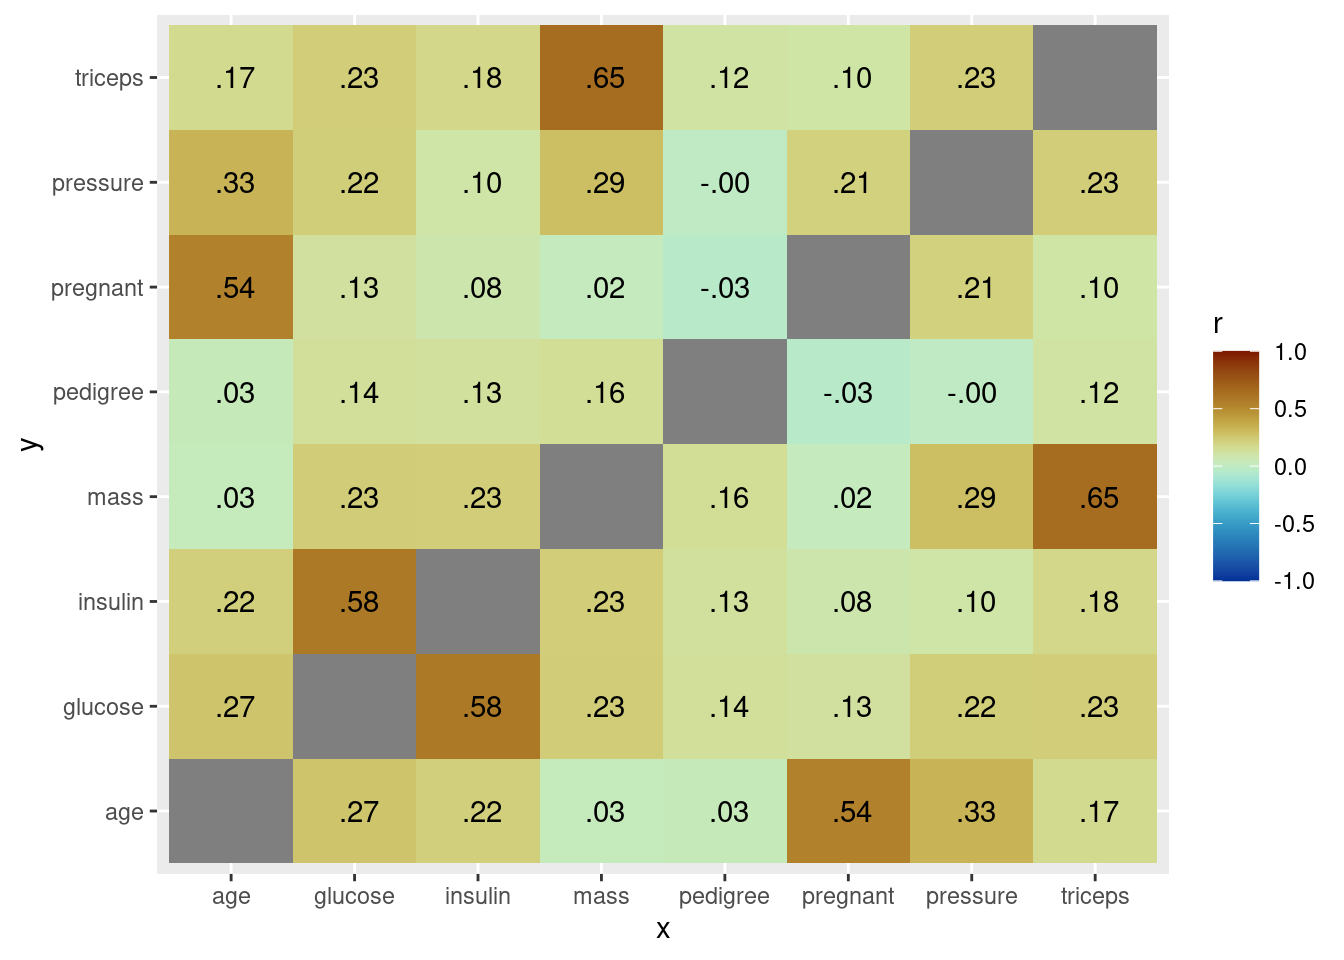 triceps .17 .23 .18 .65 .12 .10 .23
pressure .33 .22 .10 .29 -.00 .21 .23
pregnant .54 .13 .08 .02 -.03 .21 .10
pedigree .03 .14 .13 .16 -.03 -.00 .12
mass .03 .23 .23 .16 .02 .29 .65
insulin .22 .58 .23 .13 .08 .10 .18
glucose .27 .58 .23 .14 .13 .22 .23
age .27 .22 .03 .03 .54 .33 .17
age glucose insulin mass pedigree pregnant pressure triceps
x
y
r
1.0
0.5
0.0
-0.5
-1.0